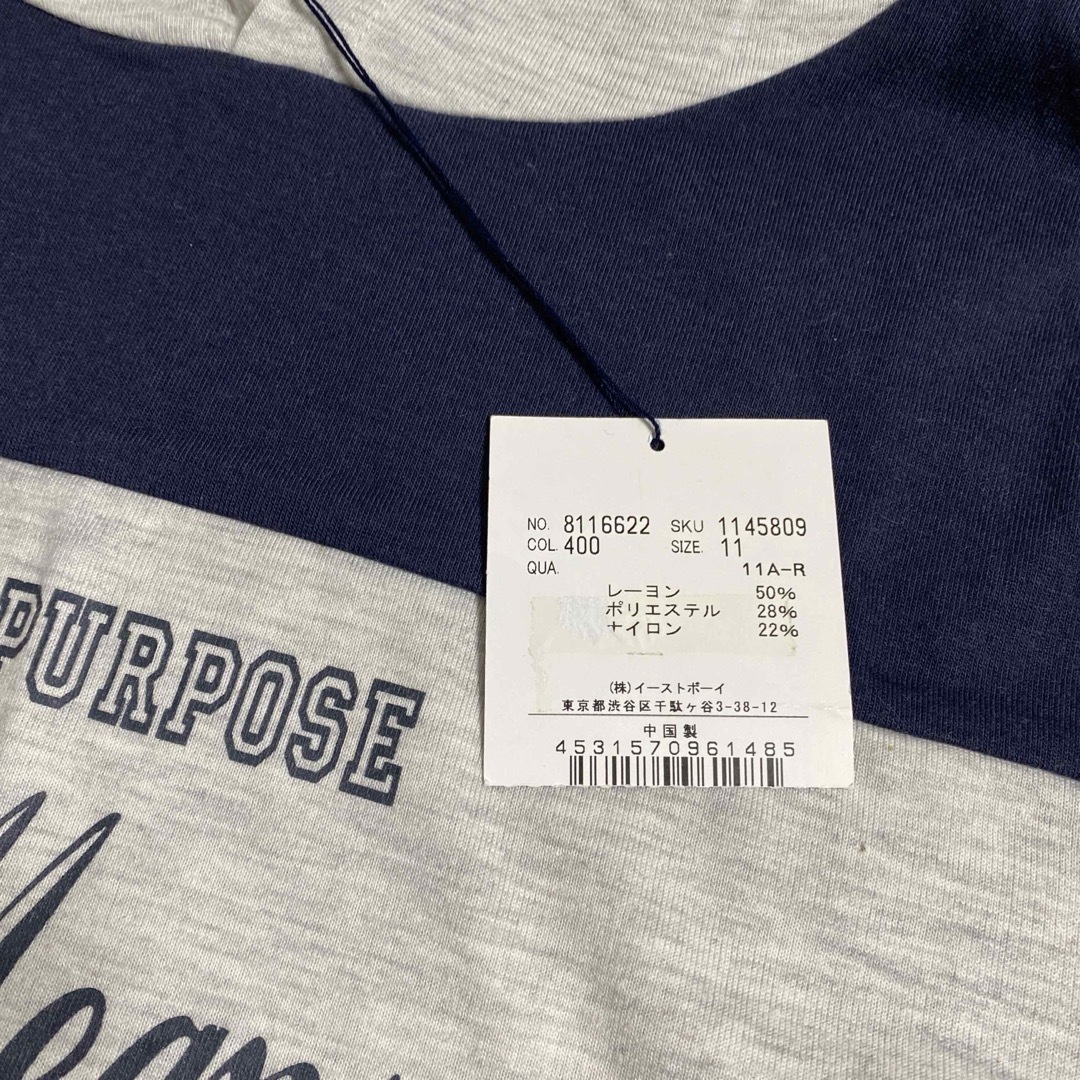 NO. 8116622 SKU 1145809
COL. 400 SIZE. 11
QUA. 11A-R
レーヨン 50%
ポリエステル 28%
ナイロン 22%
(株)イーストボーイ
東京都渋谷区千駄ヶ谷3-38-12
中国製
4531570961485
PURPOSE